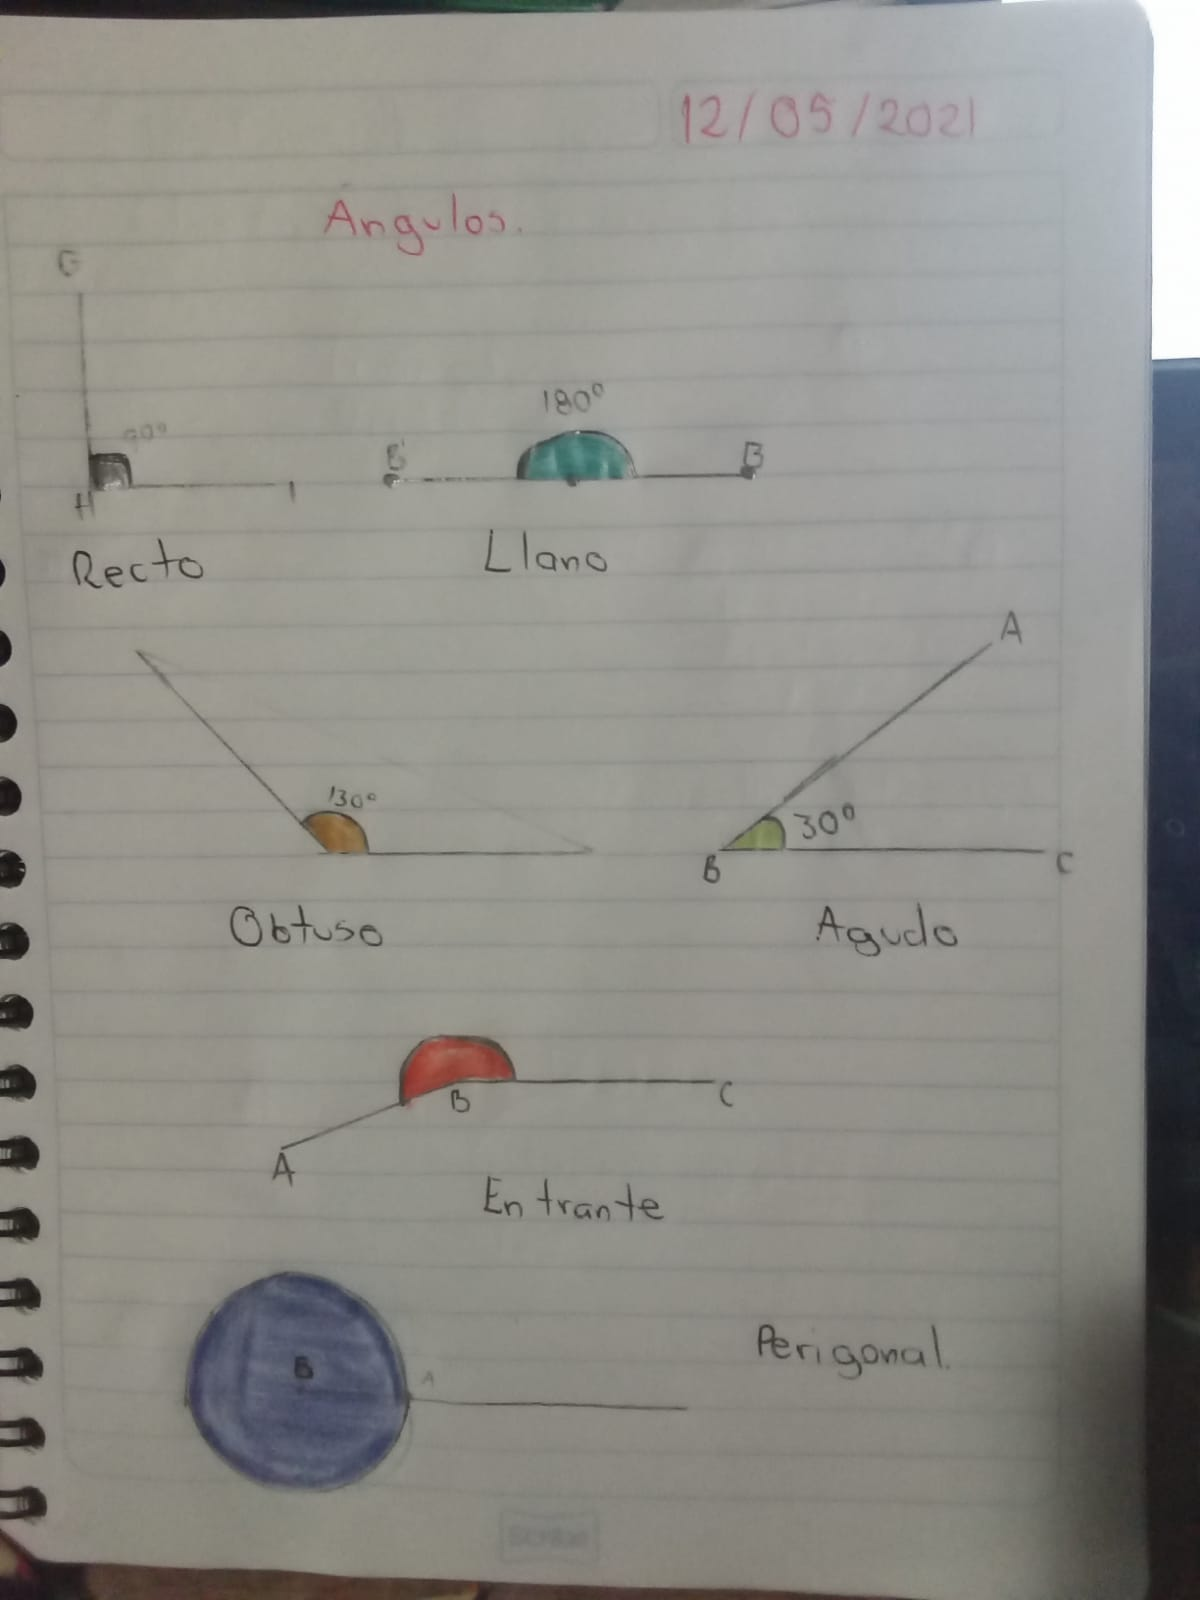 12/05/2021
Angulos.
G
90°
180°
H
I
B
Recto
Llano
A
130°
30°
B
C
Obtuso
Agudo
B
C
A
Entrante
Perigonal.
B
A